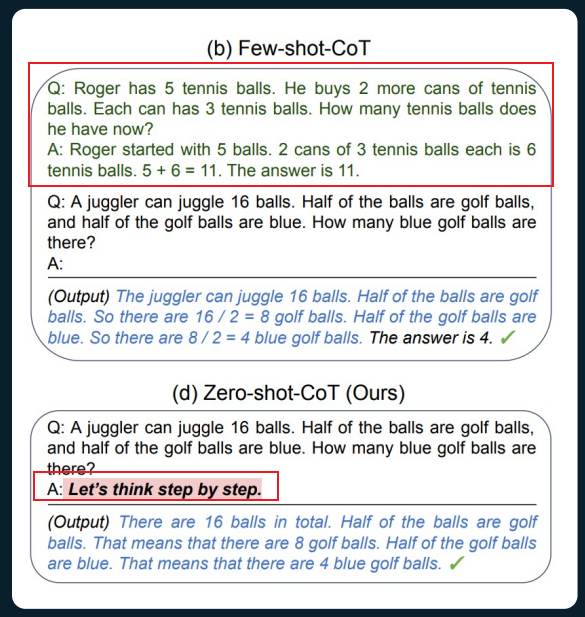 (b) Few-shot-CoT
Q: Roger has 5 tennis balls. He buys 2 more cans of tennis
balls. Each can has 3 tennis balls. How many tennis balls does
he have now?
A: Roger started with 5 balls. 2 cans of 3 tennis balls each is 6
tennis balls. 5 + 6 = 11. The answer is 11.
Q: A juggler can juggle 16 balls. Half of the balls are golf balls,
and half of the golf balls are blue. How many blue golf balls are
there?
A:
(Output) The juggler can juggle 16 balls. Half of the balls are golf
balls. So there are 16 / 2 = 8 golf balls. Half of the golf balls are
blue. So there are 8 / 2 = 4 blue golf balls. The answer is 4. ✓
(d) Zero-shot-CoT (Ours)
Q: A juggler can juggle 16 balls. Half of the balls are golf balls,
and half of the golf balls are blue. How many blue golf balls are
there?
A: Let's think step by step.
(Output) There are 16 balls in total. Half of the balls are golf
balls. That means that there are 8 golf balls. Half of the golf balls
are blue. That means that there are 4 blue golf balls. ✓